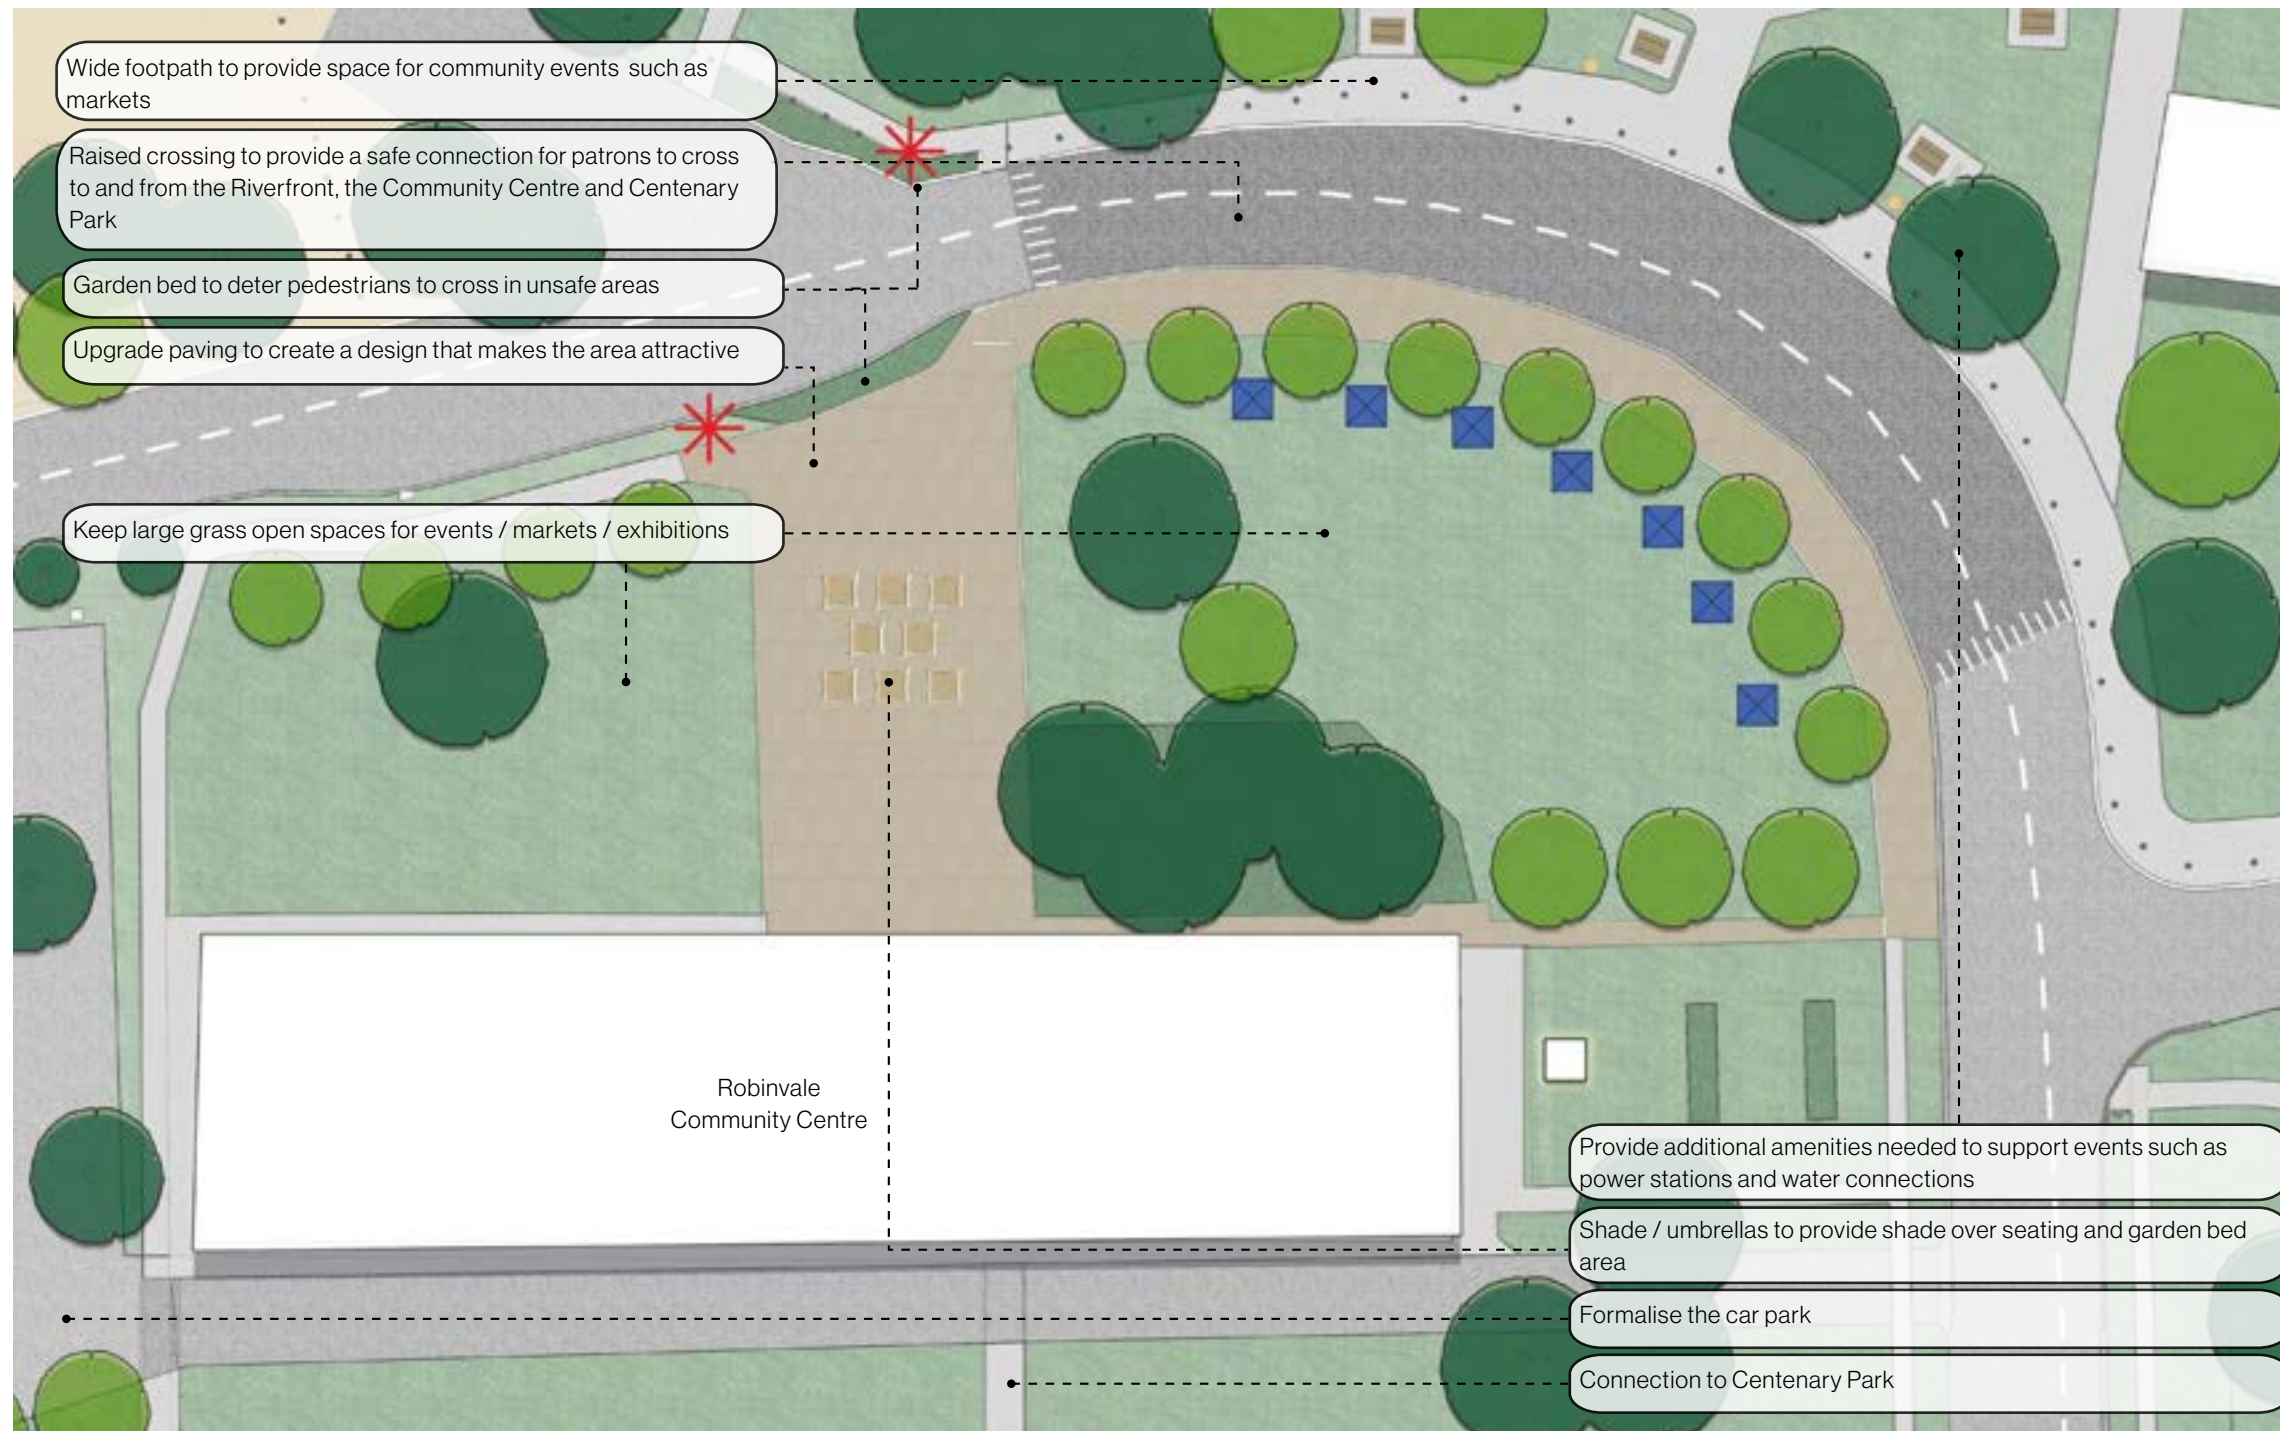 Wide footpath to provide space for community events such as
markets
Raised crossing to provide a safe connection for patrons to cross
to and from the Riverfront, the Community Centre and Centenary
Park
Garden bed to deter pedestrians to cross in unsafe areas
Upgrade paving to create a design that makes the area attractive
Keep large grass open spaces for events / markets / exhibitions
Robinvale
Community Centre
Provide additional amenities needed to support events such as
power stations and water connections
Shade / umbrellas to provide shade over seating and garden bed
area
Formalise the car park
Connection to Centenary Park